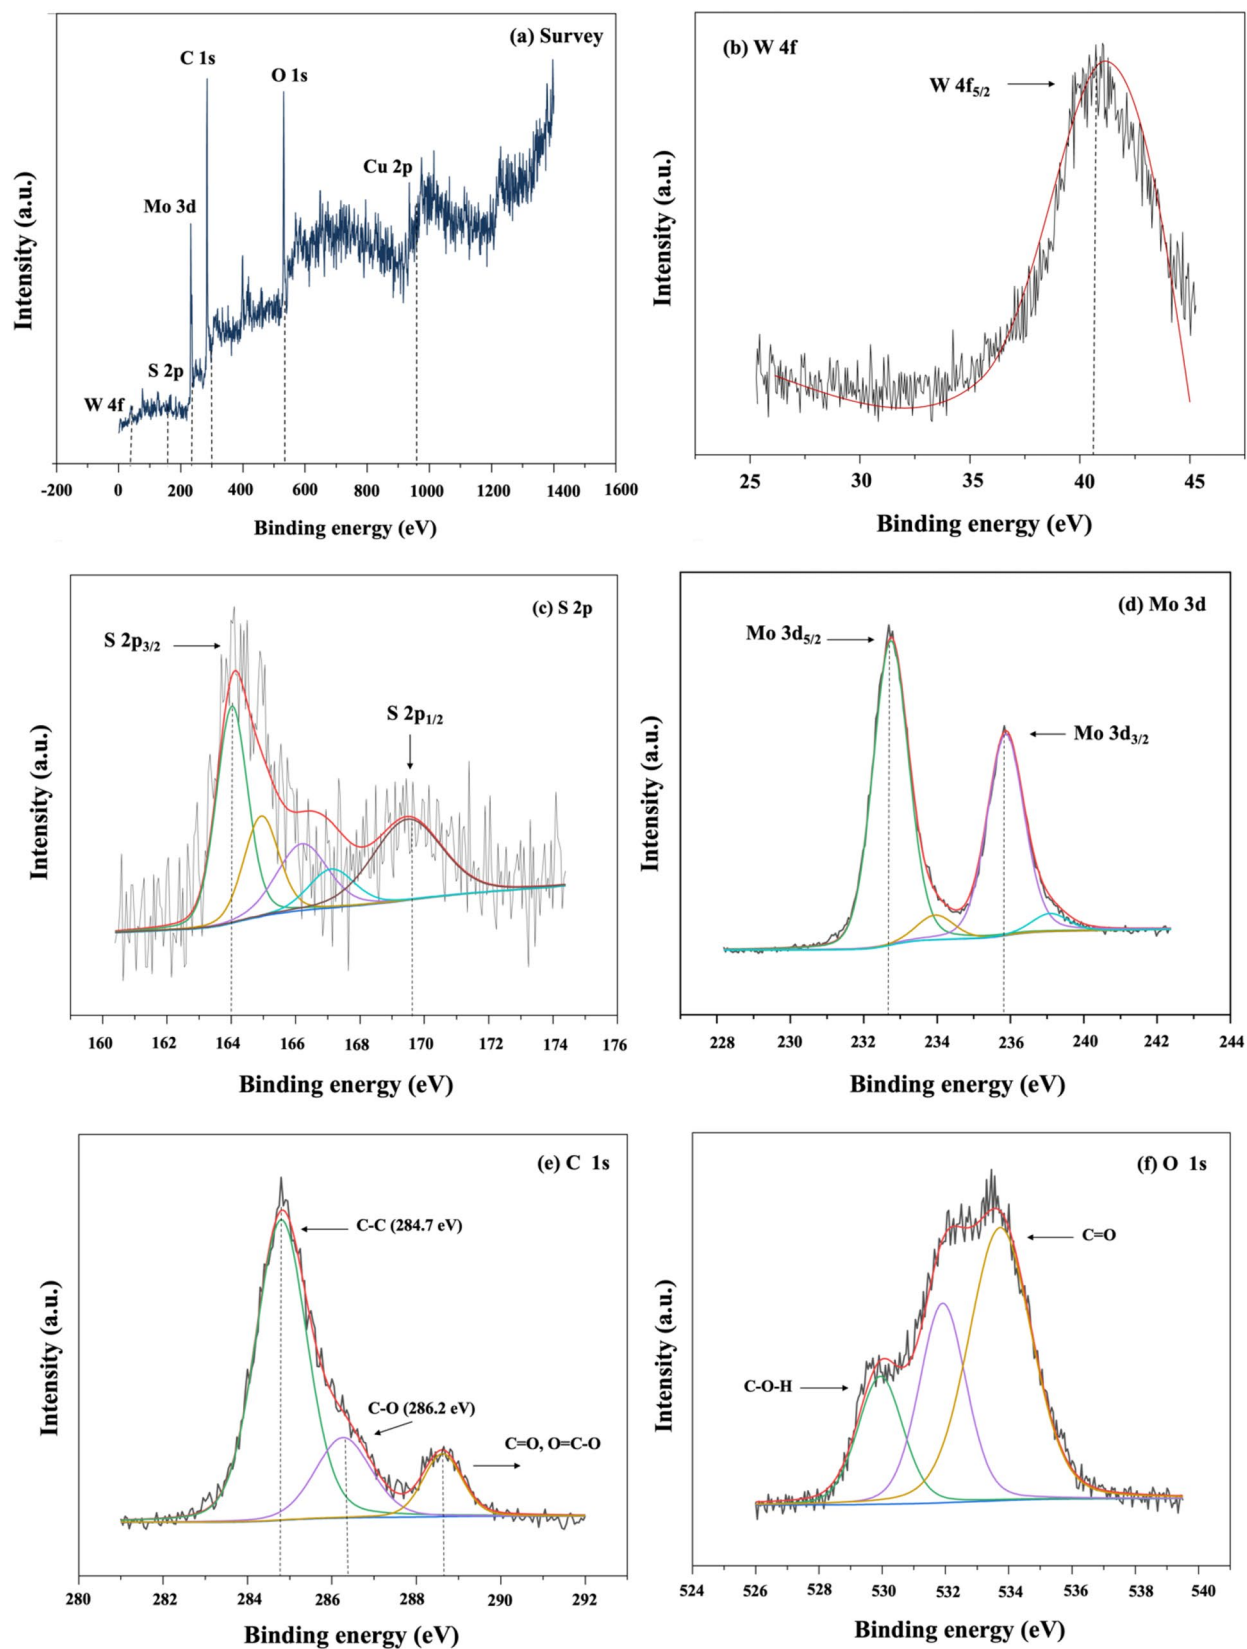 (a) Survey
C 1s
O 1s
Cu 2p
Mo 3d
S 2p
W 4f
Intensity (a.u.)
-200 0 200 400 600 800 1000 1200 1400 1600
Binding energy (eV)
(b) W 4f
W 4f5/2
Intensity (a.u.)
25 30 35 40 45
Binding energy (eV)
(c) S 2p
S 2p3/2
S 2p1/2
Intensity (a.u.)
160 162 164 166 168 170 172 174 176
Binding energy (eV)
(d) Mo 3d
Mo 3d5/2
Mo 3d3/2
Intensity (a.u.)
228 230 232 234 236 238 240 242 244
Binding energy (eV)
(e) C 1s
C-C (284.7 eV)
C-O (286.2 eV)
C=O, O=C-O
Intensity (a.u.)
280 282 284 286 288 290 292
Binding energy (eV)
(f) O 1s
C=O
C-O-H
Intensity (a.u.)
524 526 528 530 532 534 536 538 540
Binding energy (eV)